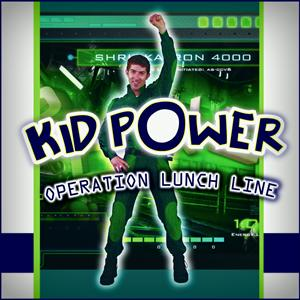 SHRINKATRON 4000
KID POWER
OPERATION LUNCH LINE